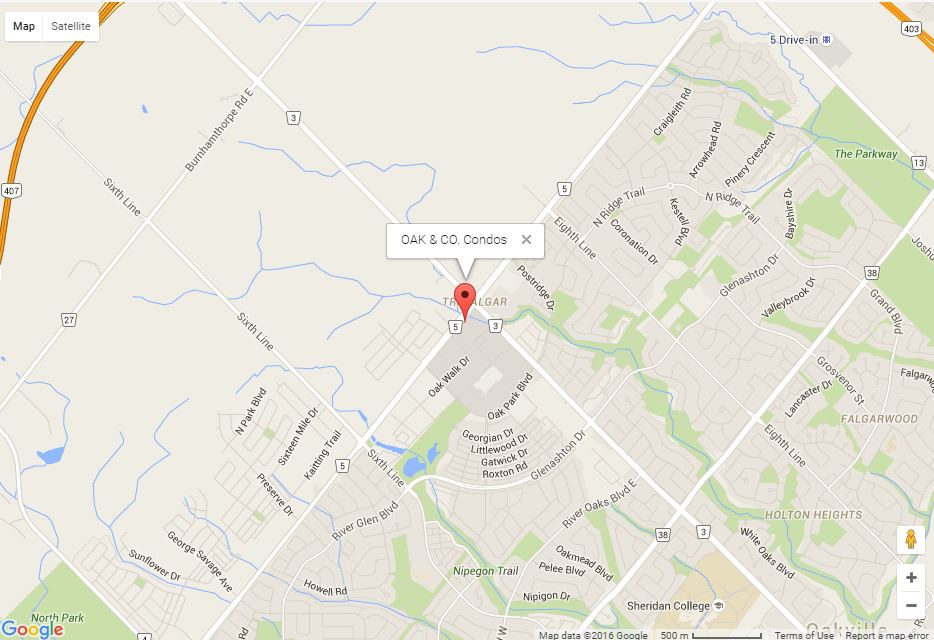 Map
Satellite
403
5 Drive-in
Burnhamthorpe Rd E
3
Craigleith Rd
Arrowhead Rd
Pinery Crescent
The Parkway
13
407
Sixth Line
5
N Ridge Trail
N Ridge Trail
Bayshire Dr
Kestell Blvd
Eighth Line
Coronation Dr
OAK & CO. Condos
Joshu
Glenashton Dr
38
Postridge Dr
Valleybrook Dr
Grand Blvd
27
Sixth Line
5
3
Oak Walk Dr
Grosvenor St
Falgarwo
Lancaster Dr
Oak Park Blvd
N Park Blvd
FALGARWOOD
Sixteen Mile Dr
Kaitting Trail
Georgian Dr
Littlewood Dr
Gatwick Dr
Roxton Rd
Glenashton Dr
Eighth Line
5
Sixth Line
Preserve Dr
River Glen Blvd
River Oaks Blvd E
HOLTON HEIGHTS
38
3
White Oaks Blvd
George Savage Ave
Sunflower Dr
Oakmead Blvd
Pelee Blvd
Nipegon Trail
Howell Rd
Nipigon Dr
Sheridan College
North Park
Google
4
Oakville
Map data ©2016 Google
500 m
Terms of Use
Report a map error